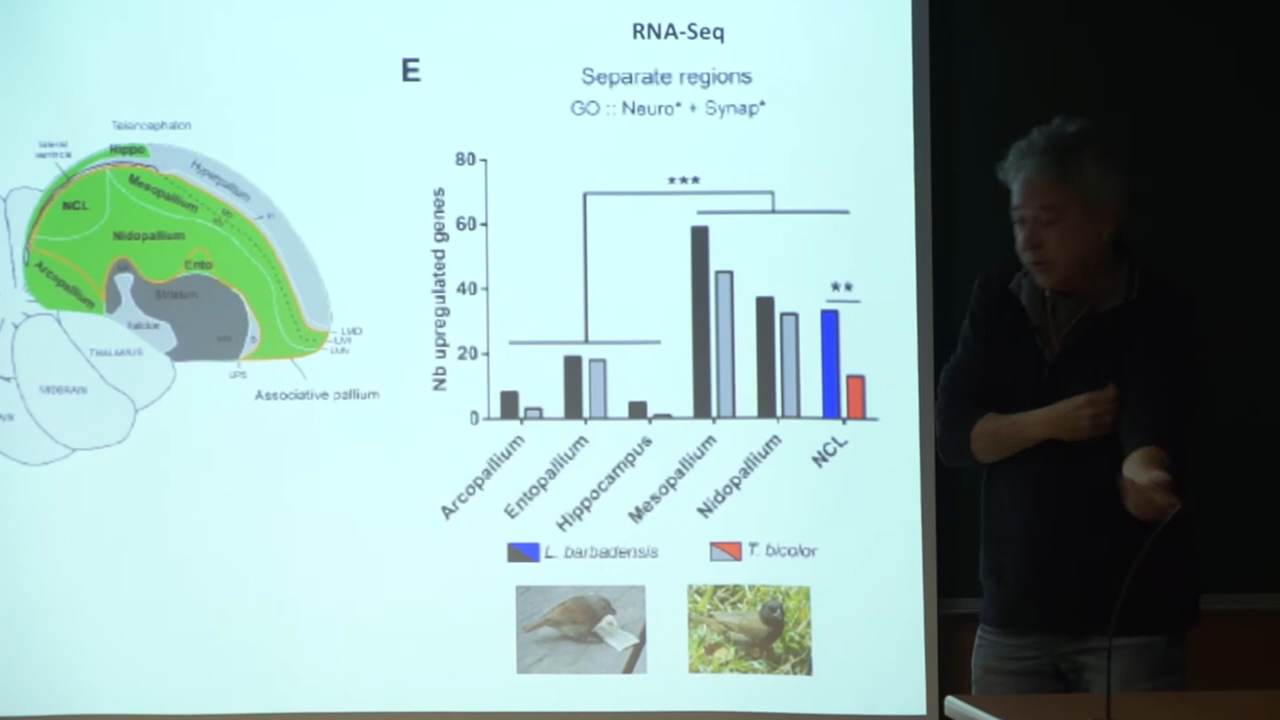 RNA-Seq
E
Separate regions
GO :: Neuro* + Synap*
Telencephalon
Hippo
Hyperpallium
Mesopallium
NCL
Nidopallium
Ento
Arcopallium
Striatum
THALAMUS
MIDBRAIN
LMD
Associative pallium
Nb upregulated genes
80
60
40
20
0
***
**
Arcopallium
Entopallium
Hippocampus
Mesopallium
Nidopallium
NCL
L. barbadensis
T. bicolor